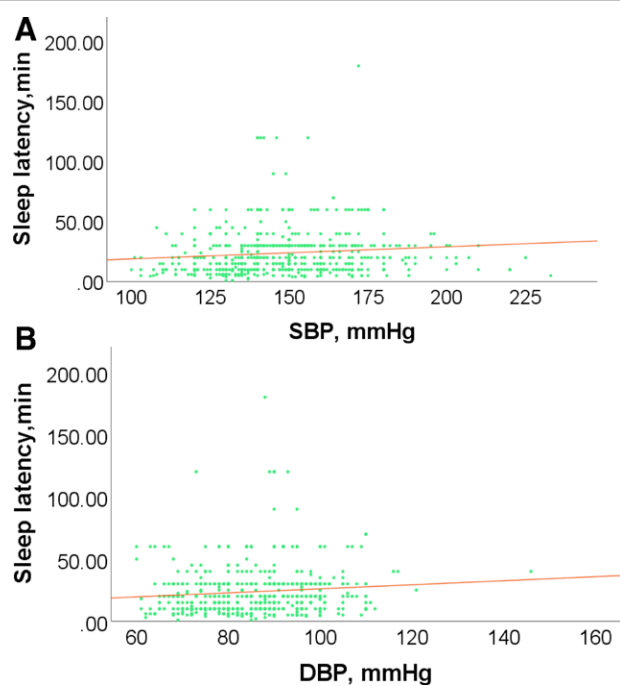 A
Sleep latency,min
200.00
150.00
100.00
50.00
.00
100 125 150 175 200 225
SBP, mmHg
B
Sleep latency,min
200.00
150.00
100.00
50.00
.00
60 80 100 120 140 160
DBP, mmHg